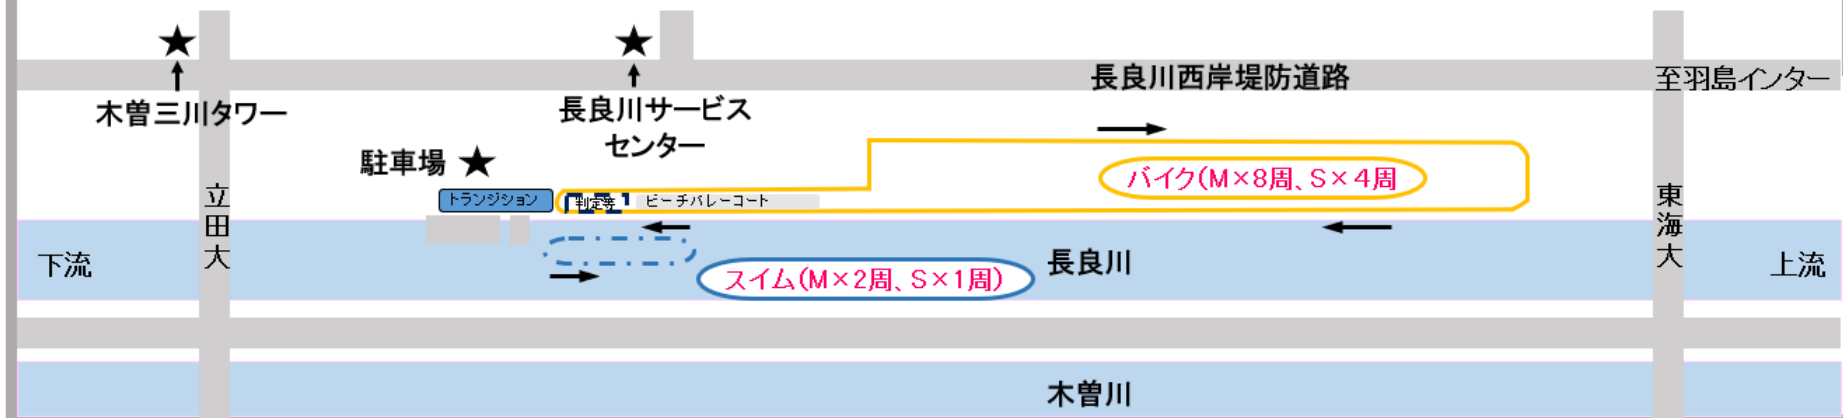 長良川西岸堤防道路
至羽島インター
木曽三川タワー
長良川サービス
センター
駐車場
バイク(M×8周、S×4周
トランジション
判定等
ビーチバレーコート
立田大
東海大
下流
長良川
上流
スイム(M×2周、S×1周)
木曽川